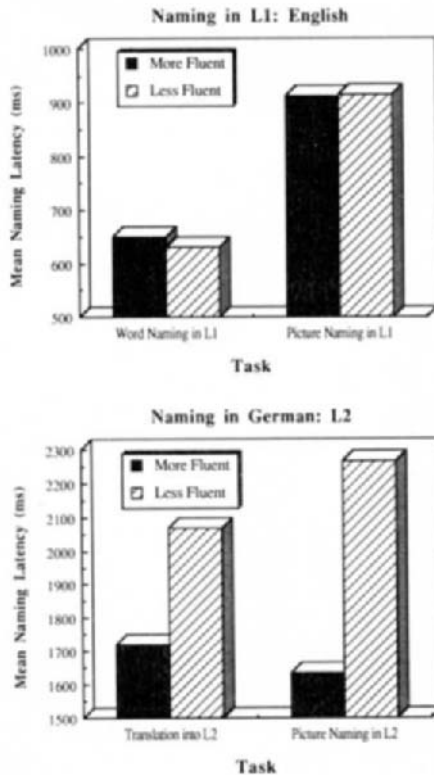 Naming in L1: English
Mean Naming Latency (ms)
1000
900
800
700
600
500
More Fluent
Less Fluent
Word Naming in L1
Picture Naming in L1
Task
Naming in German: L2
Mean Naming Latency (ms)
2300
2200
2100
2000
1900
1800
1700
1600
1500
More Fluent
Less Fluent
Translation into L2
Picture Naming in L2
Task